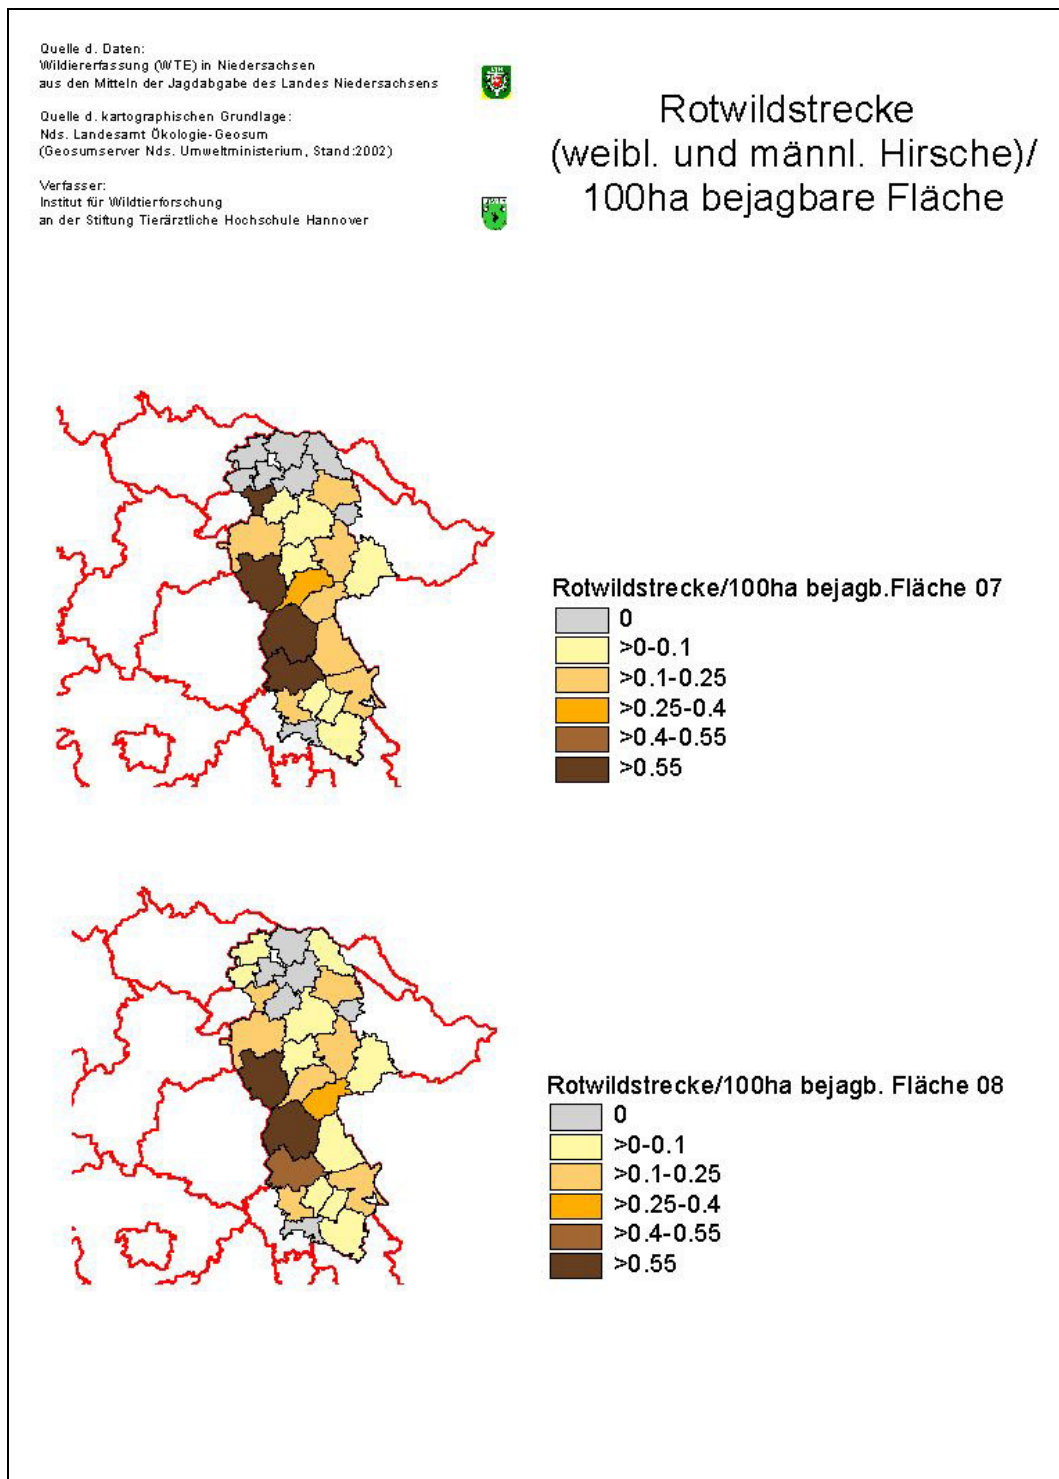 Quelle d. Daten:
Wildiererfassung (WTE) in Niedersachsen
aus den Mitteln der Jagdabgabe des Landes Niedersachsens
Quelle d. kartographischen Grundlage:
Nds. Landesamt Ökologie-Geosum
(Geosumserver Nds. Umweltministerium, Stand:2002)
Verfasser:
Institut für Wildtierforschung
an der Stiftung Tierärztliche Hochschule Hannover
Rotwildstrecke
(weibl. und männl. Hirsche)/
100ha bejagbare Fläche
Rotwildstrecke/100ha bejagb.Fläche 07
0
>0-0.1
>0.1-0.25
>0.25-0.4
>0.4-0.55
>0.55
Rotwildstrecke/100ha bejagb. Fläche 08
0
>0-0.1
>0.1-0.25
>0.25-0.4
>0.4-0.55
>0.55